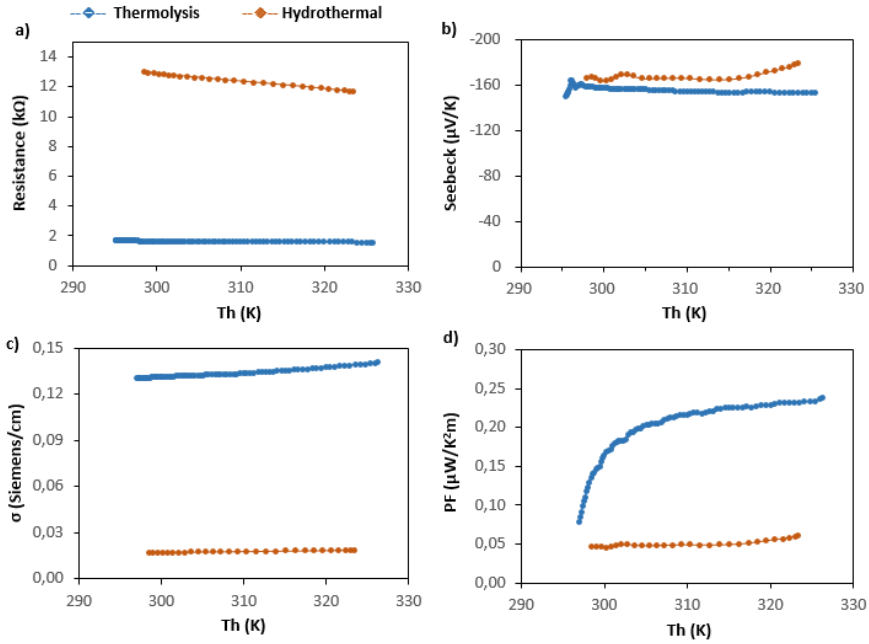 Thermolysis Hydrothermal
a)
Resistance (kΩ)
14
12
10
8
6
4
2
0
290 300 310 320 330
Th (K)
b)
Seebeck (µV/K)
-200
-160
-120
-80
-40
0
290 300 310 320 330
Th (K)
c)
σ (Siemens/cm)
0,15
0,12
0,09
0,06
0,03
0,00
290 300 310 320 330
Th (K)
d)
PF (µW/K²m)
0,30
0,25
0,20
0,15
0,10
0,05
0,00
290 300 310 320 330
Th (K)